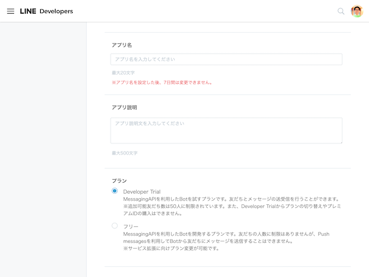 LINE Developers
アプリ名
アプリ名を入力してください
最大20文字
※アプリ名を設定した後、7日間は変更できません。
アプリ説明
アプリ説明文を入力してください
最大500文字
プラン
Developer Trial
MessagingAPIを利用したBotを試すプランです。友だちとメッセージの送受信を行うことができます。
※追加可能友だち数は50人に制限されています。また、Developer Trialからプランの切り替えやプレミ
アムIDの購入はできません。
フリー
MessagingAPIを利用したBotを開発するプランです。友だちの人数に制限はありませんが、Push
messagesを利用してBotから友だちにメッセージを送信することはできません。
※サービス拡張に向けプラン変更が可能です。